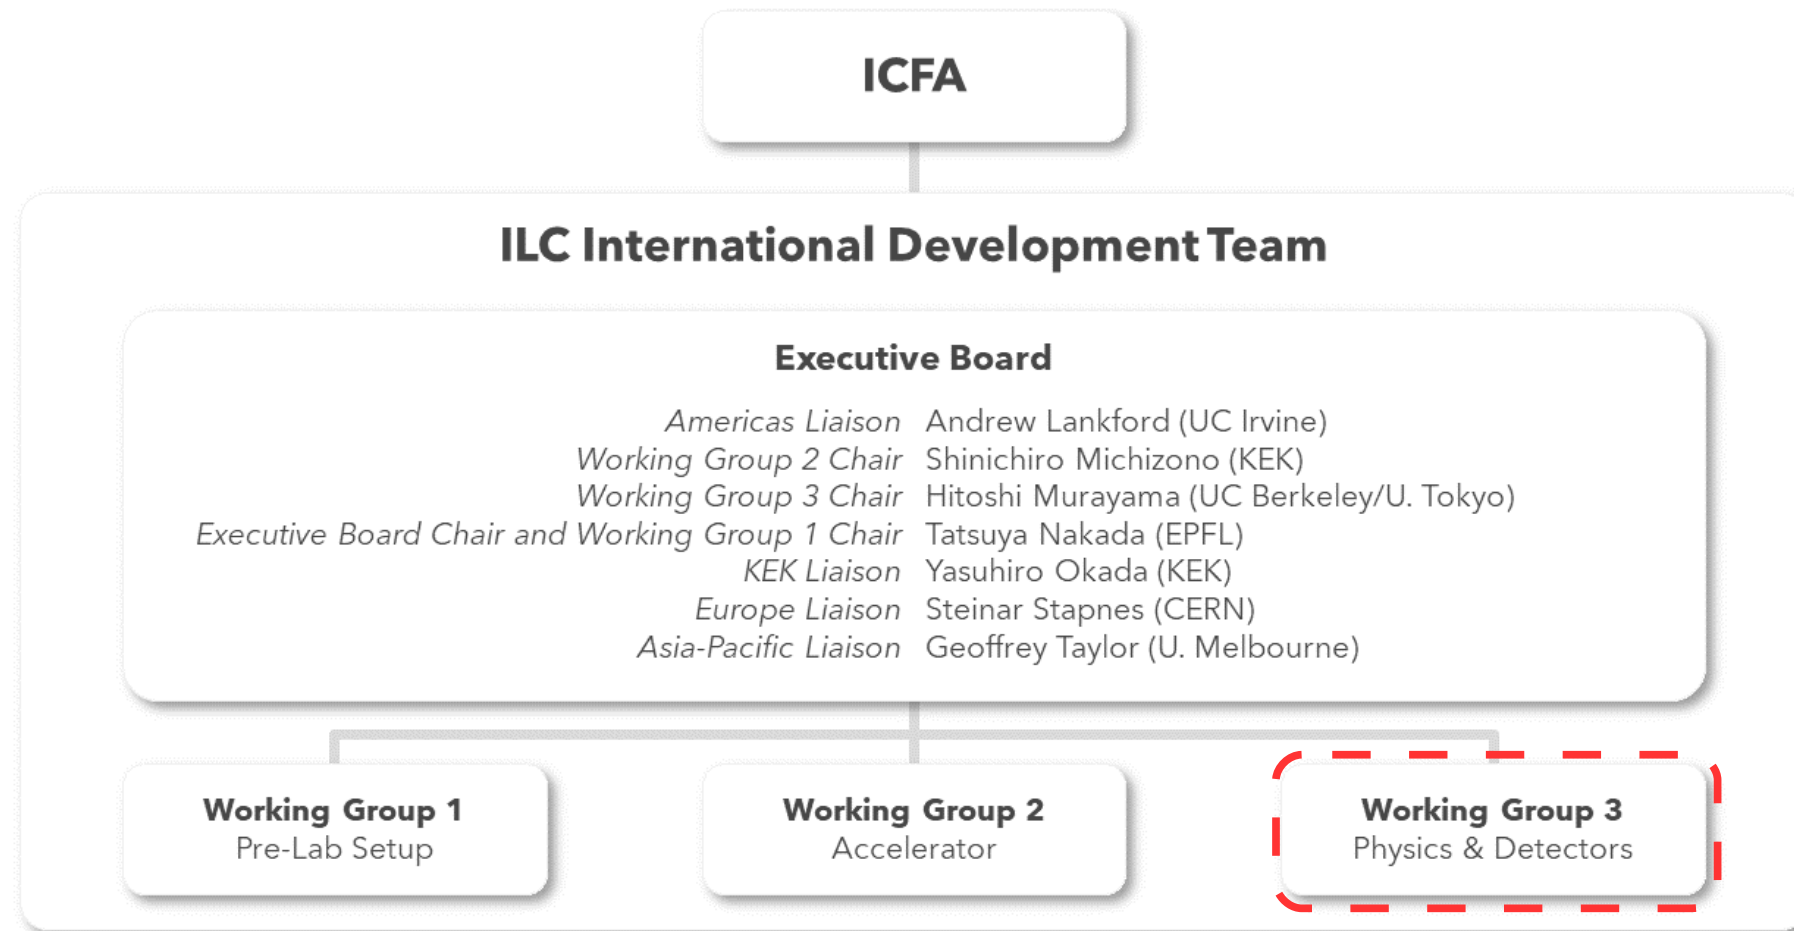 ICFA
ILC International Development Team
Executive Board
Americas Liaison Andrew Lankford (UC Irvine)
Working Group 2 Chair Shinichiro Michizono (KEK)
Working Group 3 Chair Hitoshi Murayama (UC Berkeley/U. Tokyo)
Executive Board Chair and Working Group 1 Chair Tatsuya Nakada (EPFL)
KEK Liaison Yasuhiro Okada (KEK)
Europe Liaison Steinar Stapnes (CERN)
Asia-Pacific Liaison Geoffrey Taylor (U. Melbourne)
Working Group 1
Pre-Lab Setup
Working Group 2
Accelerator
Working Group 3
Physics & Detectors